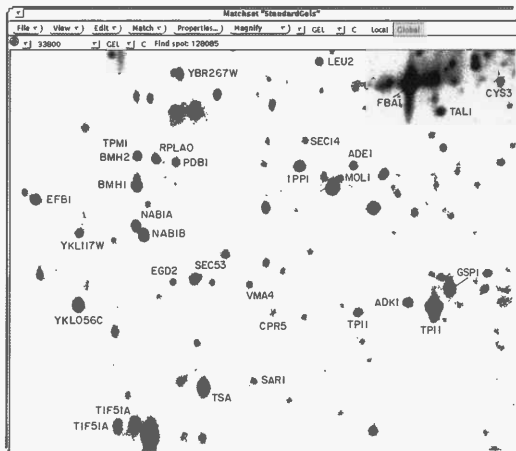 Matchset "StandardGels"
File View Edit Match Properties... Magnify GEL C Local Global
33800 GEL C Find spot: 128085
LEU2
YBR267W
FBA1
CYS3
TAL1
SEC14
TPM1
RPLA0
BMH2
PDB1
ADE1
IPP1
MOL1
BMH1
EFB1
NAB1A
YKL117W
NAB1B
EGD2
SEC53
GSP1
VMA4
ADK1
YKL056C
CPR5
TPI1
TPI1
TSA
SAR1
TIF51A
TIF51A